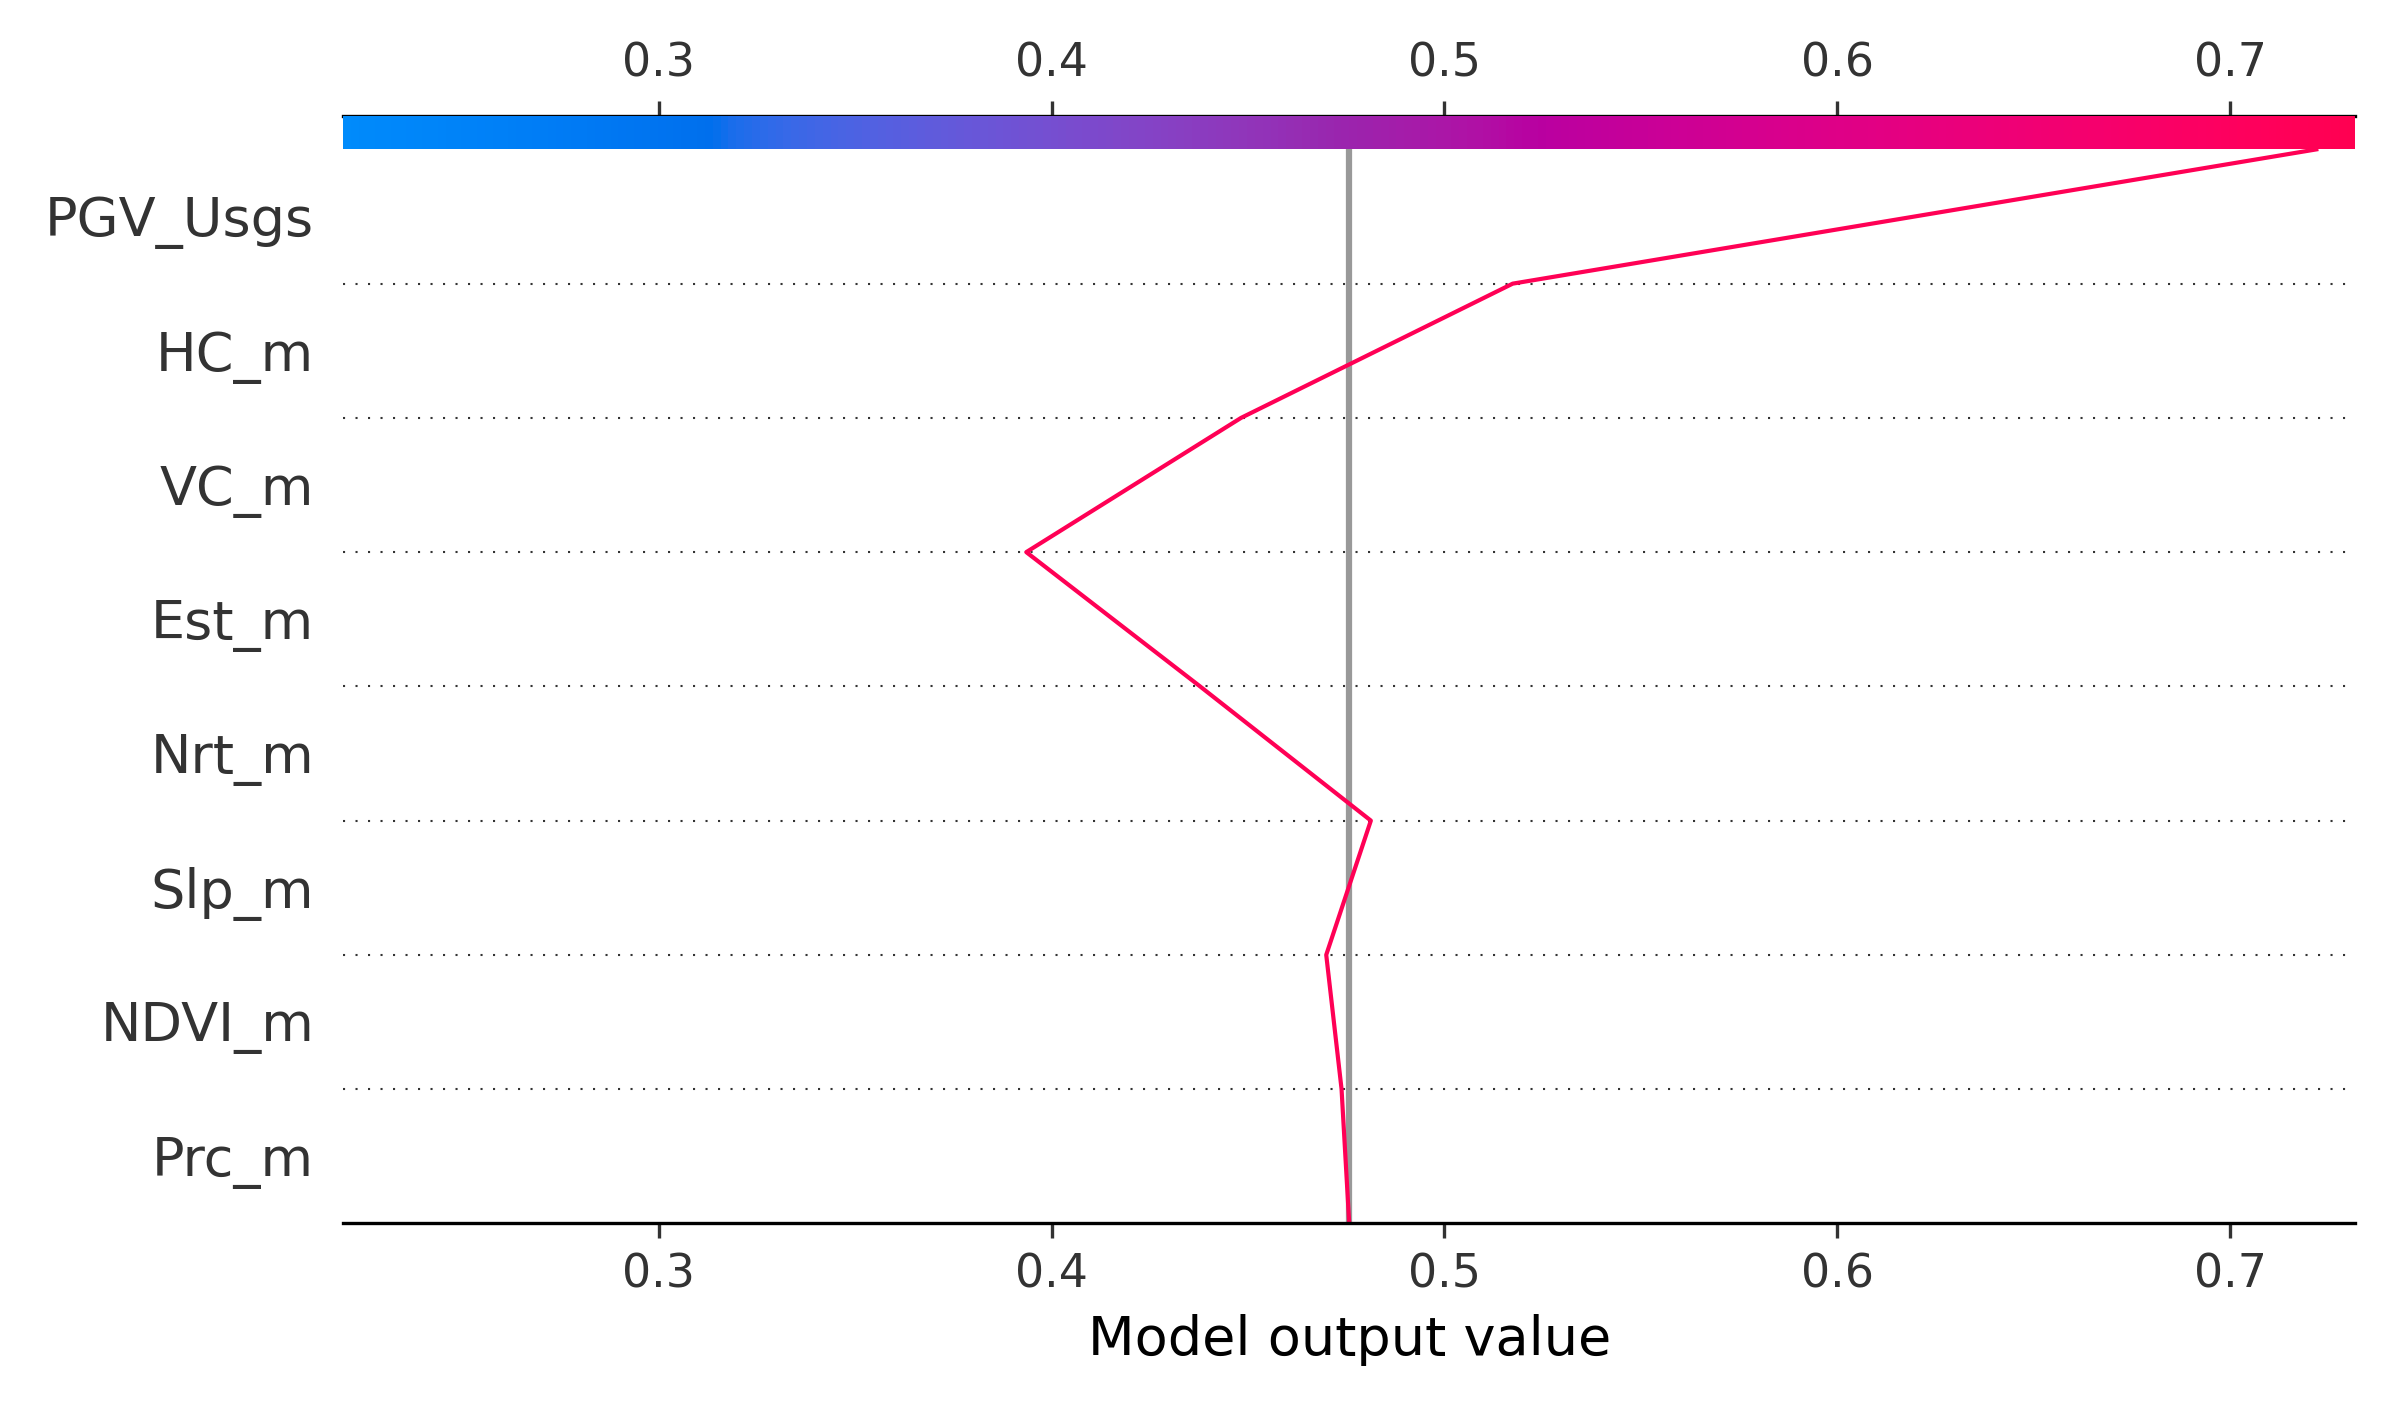 0.3 0.4 0.5 0.6 0.7
PGV_Usgs
HC_m
VC_m
Est_m
Nrt_m
Slp_m
NDVI_m
Prc_m
0.3 0.4 0.5 0.6 0.7
Model output value